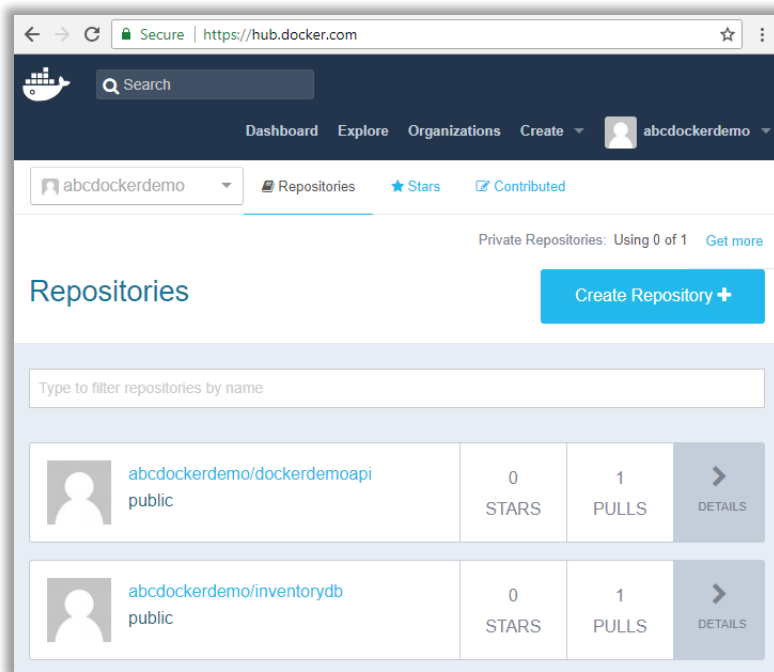 Secure | https://hub.docker.com
Search
Dashboard Explore Organizations Create abcdockerdemo
abcdockerdemo Repositories Stars Contributed
Private Repositories: Using 0 of 1 Get more
Repositories
Create Repository
Type to filter repositories by name
abcdockerdemo/dockerdemoapi
public
0
STARS
1
PULLS
DETAILS
abcdockerdemo/inventorydb
public
0
STARS
1
PULLS
DETAILS